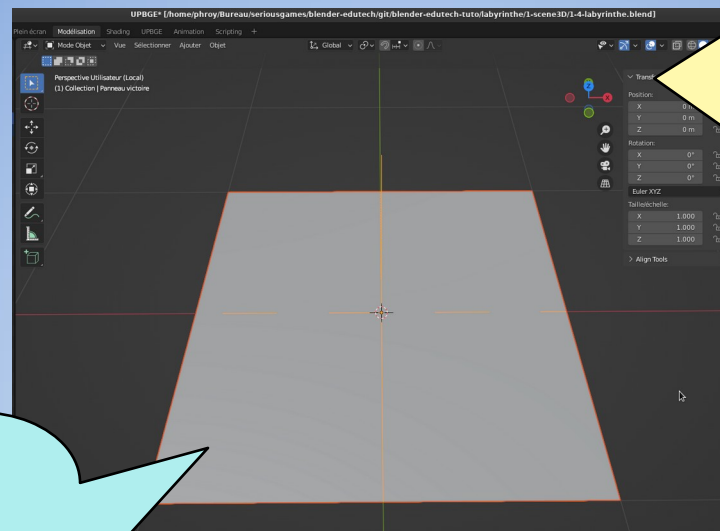 UPBGE* [/home/phroy/Bureau/seriousgames/blender-edutech/git/blender-edutech-tuto/labyrinthe/1-scene3D/1-4-labyrinthe.blend]
Plein écran Modélisation Shading UPBGE Animation Scripting +
Mode Objet Vue Sélectionner Ajouter Objet Global
Perspective Utilisateur (Local)
(1) Collection | Panneau victoire
Z
X
Position:
X 0 m
Y 0 m
Z 0 m
Rotation:
X 0°
Y 0°
Z 0°
Euler XYZ
Taille/échelle:
X 1.000
Y 1.000
Z 1.000
> Align Tools